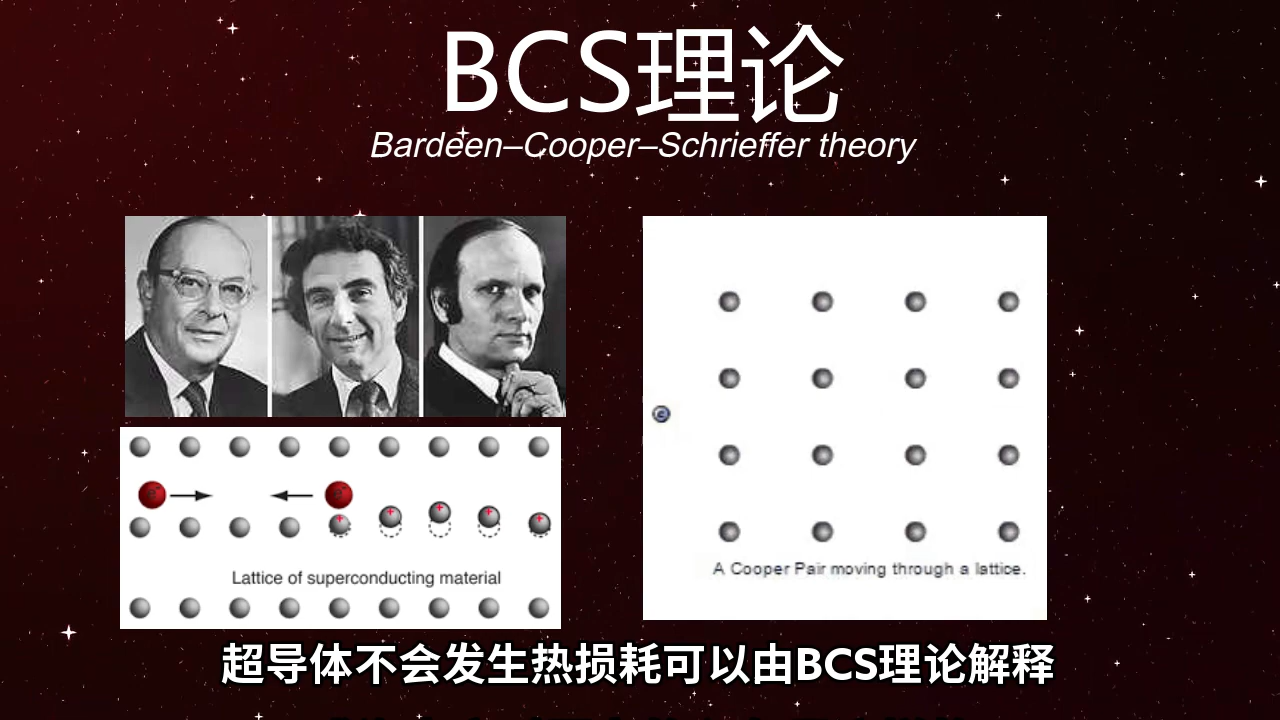 BCS理论
Bardeen–Cooper–Schrieffer theory
e⁻
e⁻
+
+
+
+
+
Lattice of superconducting material
A Cooper Pair moving through a lattice.
超导体不会发生热损耗可以由BCS理论解释